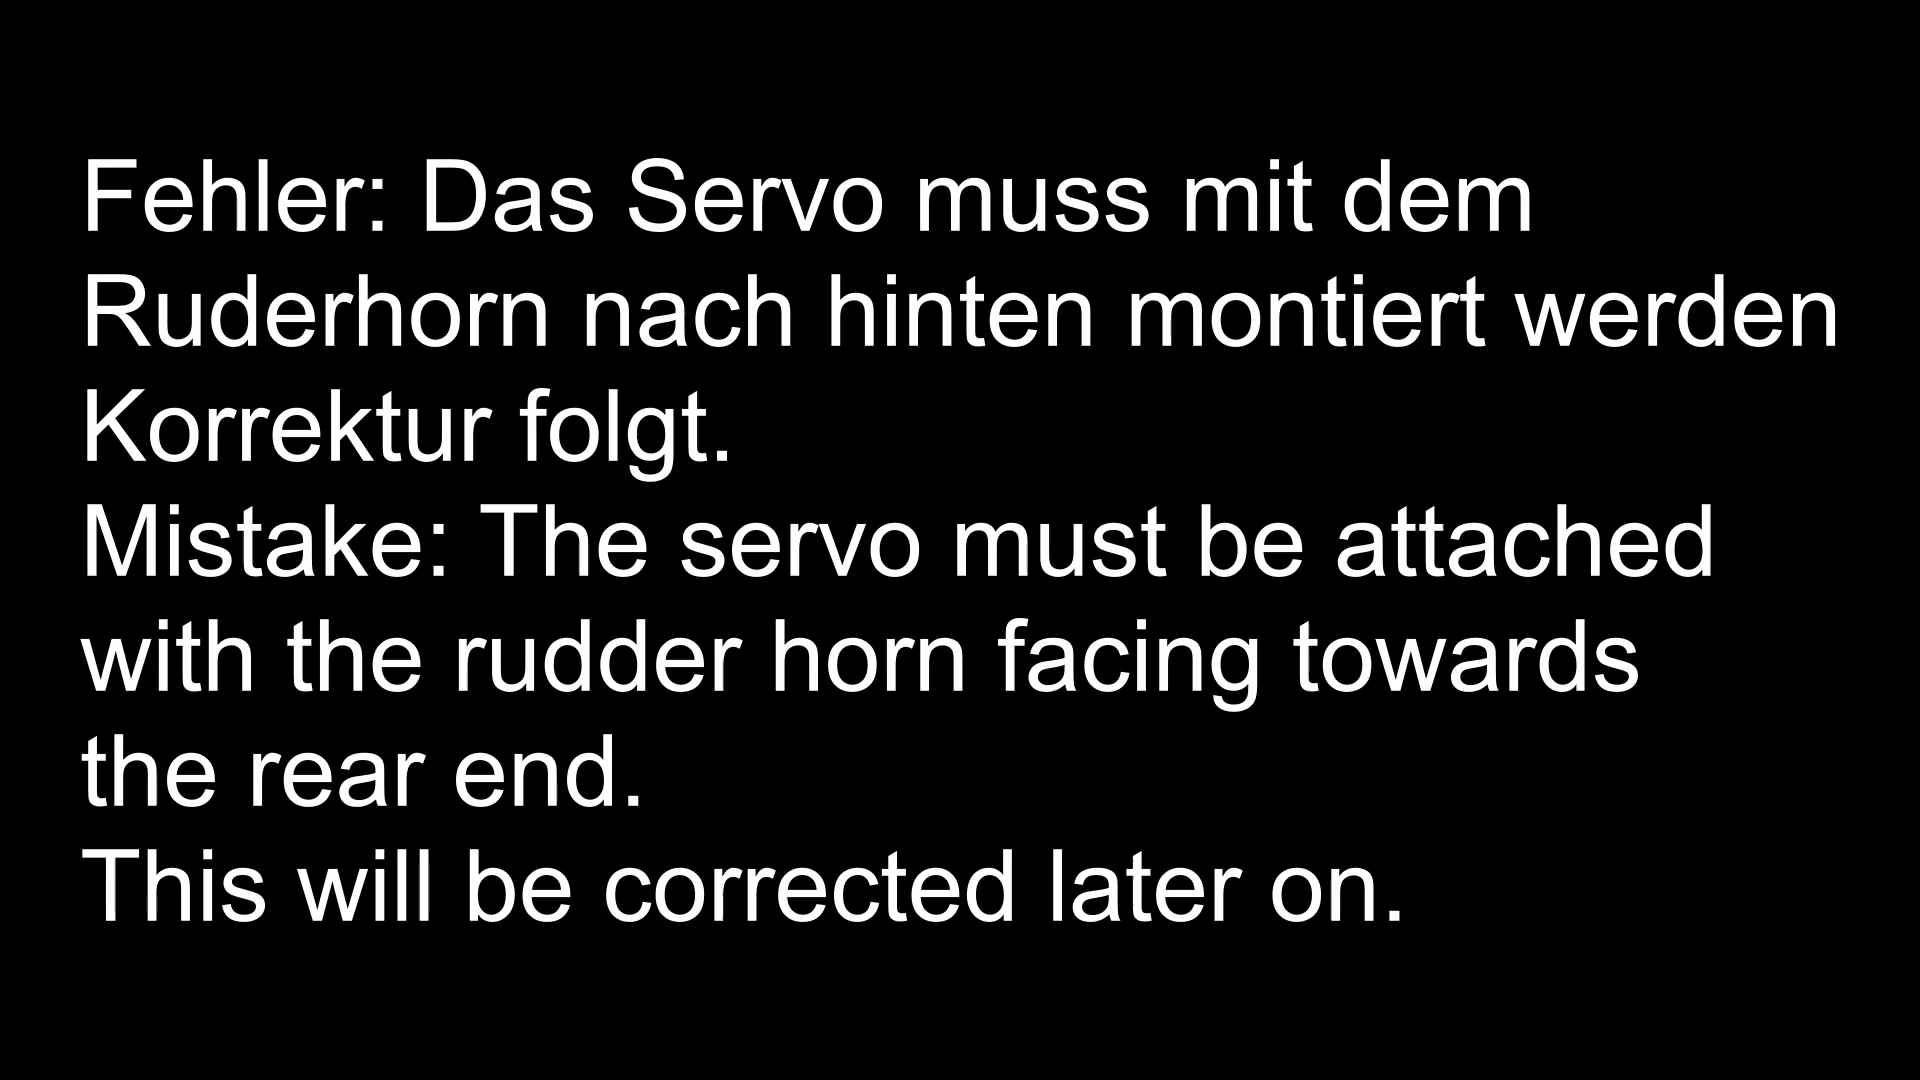 Fehler: Das Servo muss mit dem
Ruderhorn nach hinten montiert werden
Korrektur folgt.
Mistake: The servo must be attached
with the rudder horn facing towards
the rear end.
This will be corrected later on.